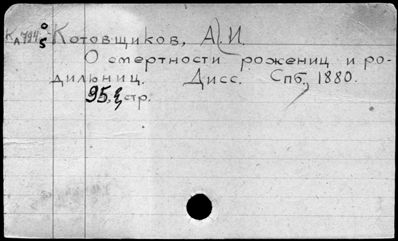 Котовщиков, А. И.
О смертности рожениц и ро-
дильниц. Дисс. Спб, 1880.
95, стр.